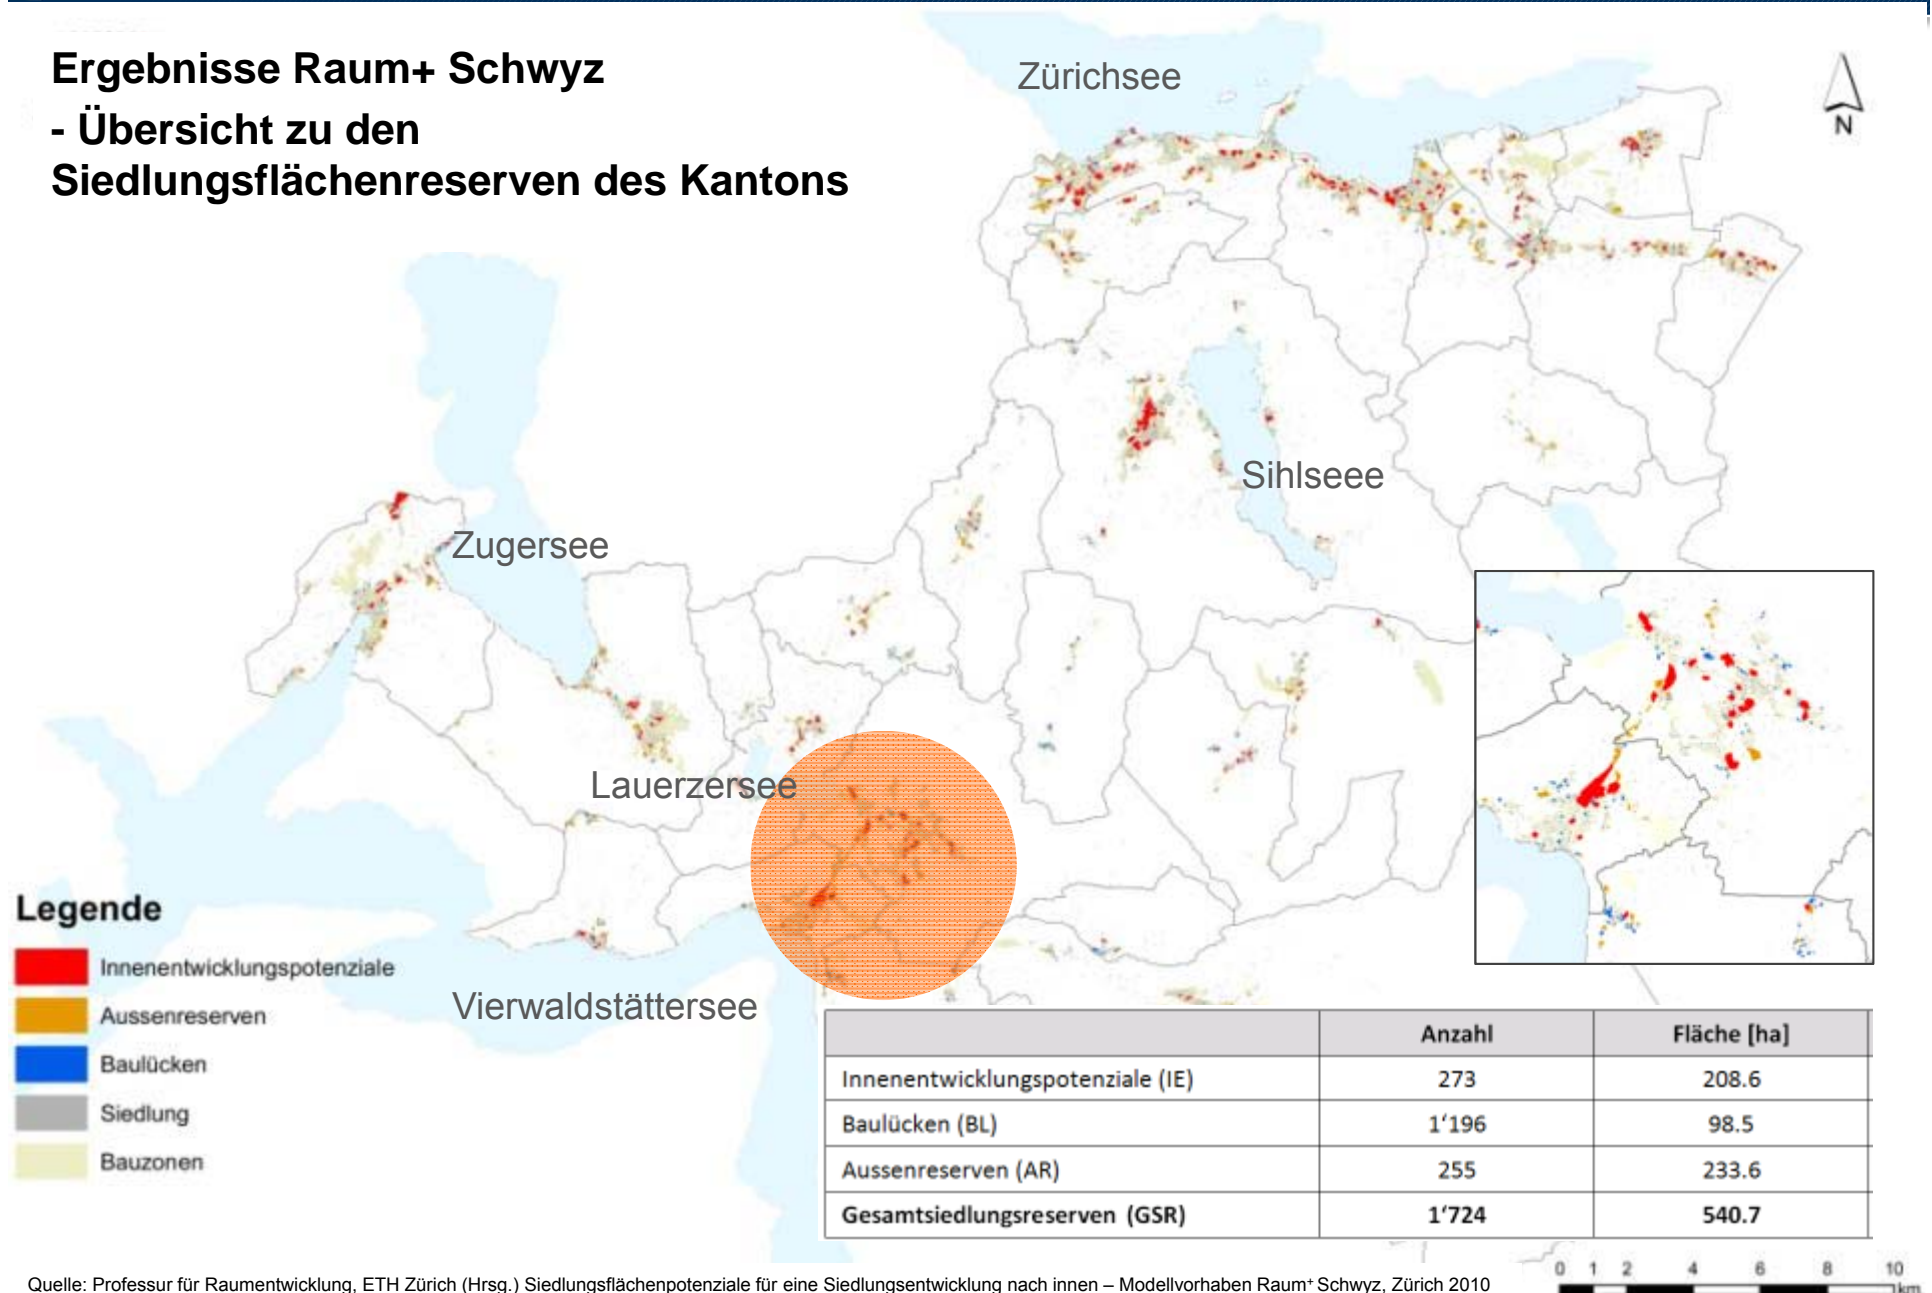 Ergebnisse Raum+ Schwyz
- Übersicht zu den
Siedlungsflächenreserven des Kantons
Zürichsee
N
Sihlseee
Zugersee
Lauerzersee
Vierwaldstättersee
Legende
Innenentwicklungspotenziale
Aussenreserven
Baulücken
Siedlung
Bauzonen
Anzahl Fläche [ha]
Innenentwicklungspotenziale (IE) 273 208.6
Baulücken (BL) 1'196 98.5
Aussenreserven (AR) 255 233.6
Gesamtsiedlungsreserven (GSR) 1'724 540.7
0 1 2 4 6 8 10
km
Quelle: Professur für Raumentwicklung, ETH Zürich (Hrsg.) Siedlungsflächenpotenziale für eine Siedlungsentwicklung nach innen – Modellvorhaben Raum+ Schwyz, Zürich 2010